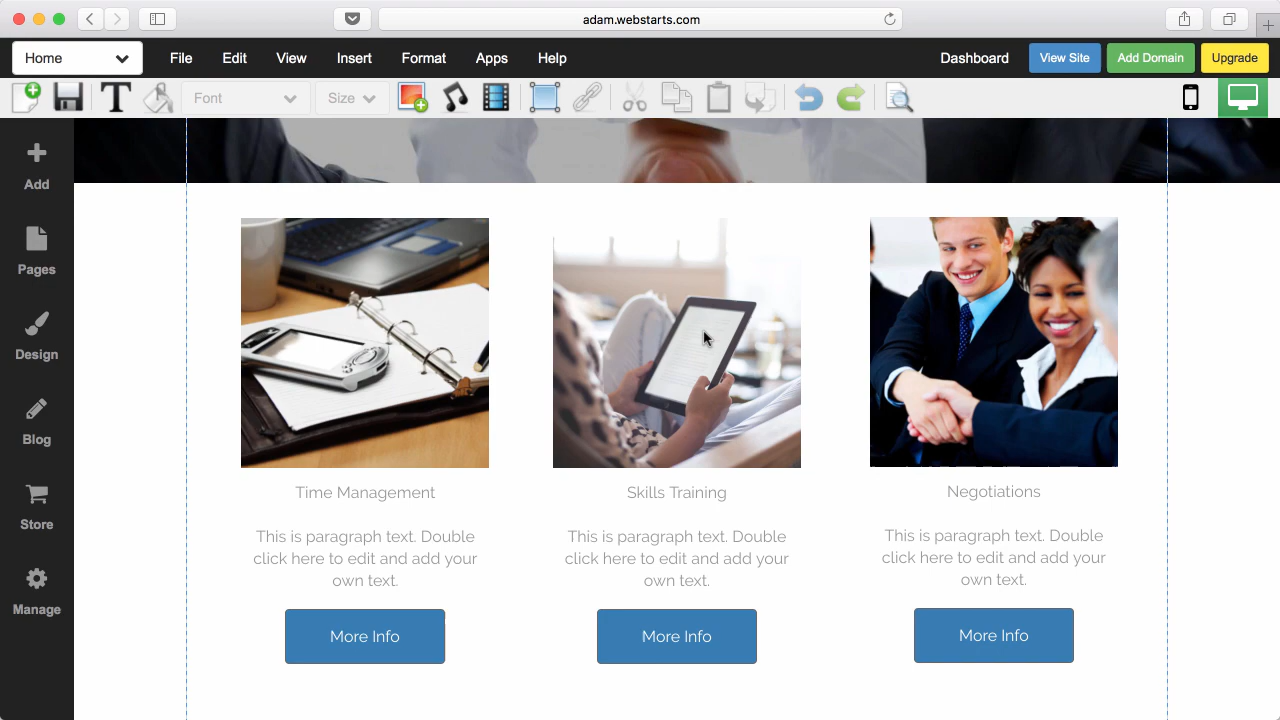 adam.webstarts.com
Home File Edit View Insert Format Apps Help Dashboard View Site Add Domain Upgrade
T Font Size
Add
Pages
Design
Blog
Store
Manage
Time Management
This is paragraph text. Double
click here to edit and add your
own text.
More Info
Skills Training
This is paragraph text. Double
click here to edit and add your
own text.
More Info
Negotiations
This is paragraph text. Double
click here to edit and add your
own text.
More Info